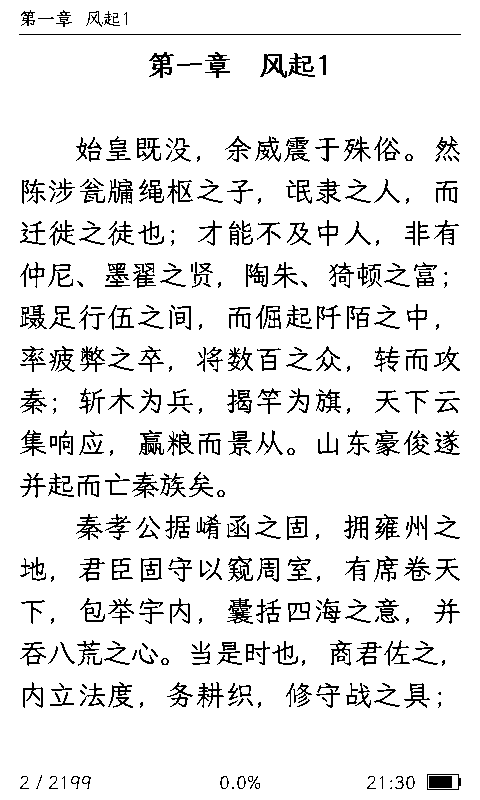 第一章 风起1
第一章 风起1
始皇既没，余威震于殊俗。然
陈涉瓮牖绳枢之子，氓隶之人，而
迁徙之徒也；才能不及中人，非有
仲尼、墨翟之贤，陶朱、猗顿之富；
蹑足行伍之间，而倔起阡陌之中，
率疲弊之卒，将数百之众，转而攻
秦；斩木为兵，揭竿为旗，天下云
集响应，赢粮而景从。山东豪俊遂
并起而亡秦族矣。
秦孝公据崤函之固，拥雍州之
地，君臣固守以窥周室，有席卷天
下，包举宇内，囊括四海之意，并
吞八荒之心。当是时也，商君佐之，
内立法度，务耕织，修守战之具；
2 / 2199 0.0% 21:30